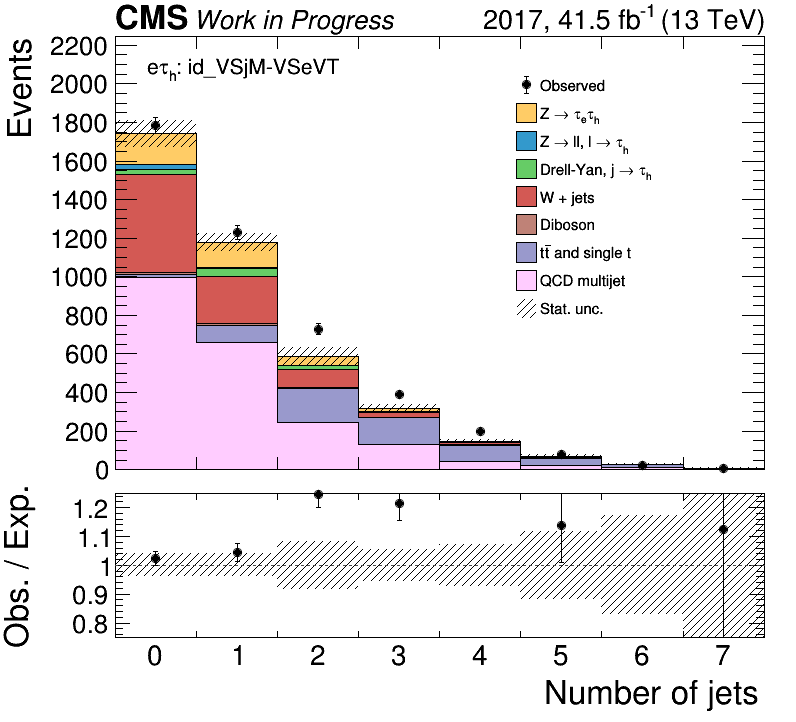 CMS Work in Progress 2017, 41.5 fb⁻¹ (13 TeV)
eτₕ: id_VSjM-VSeVT
Events
2200
2000
1800
1600
1400
1200
1000
800
600
400
200
0
Observed
Z → τₑτₕ
Z → ll, l → τₕ
Drell-Yan, j → τₕ
W + jets
Diboson
tt̄ and single t
QCD multijet
Stat. unc.
Obs. / Exp.
1.2
1.1
1
0.9
0.8
0 1 2 3 4 5 6 7
Number of jets